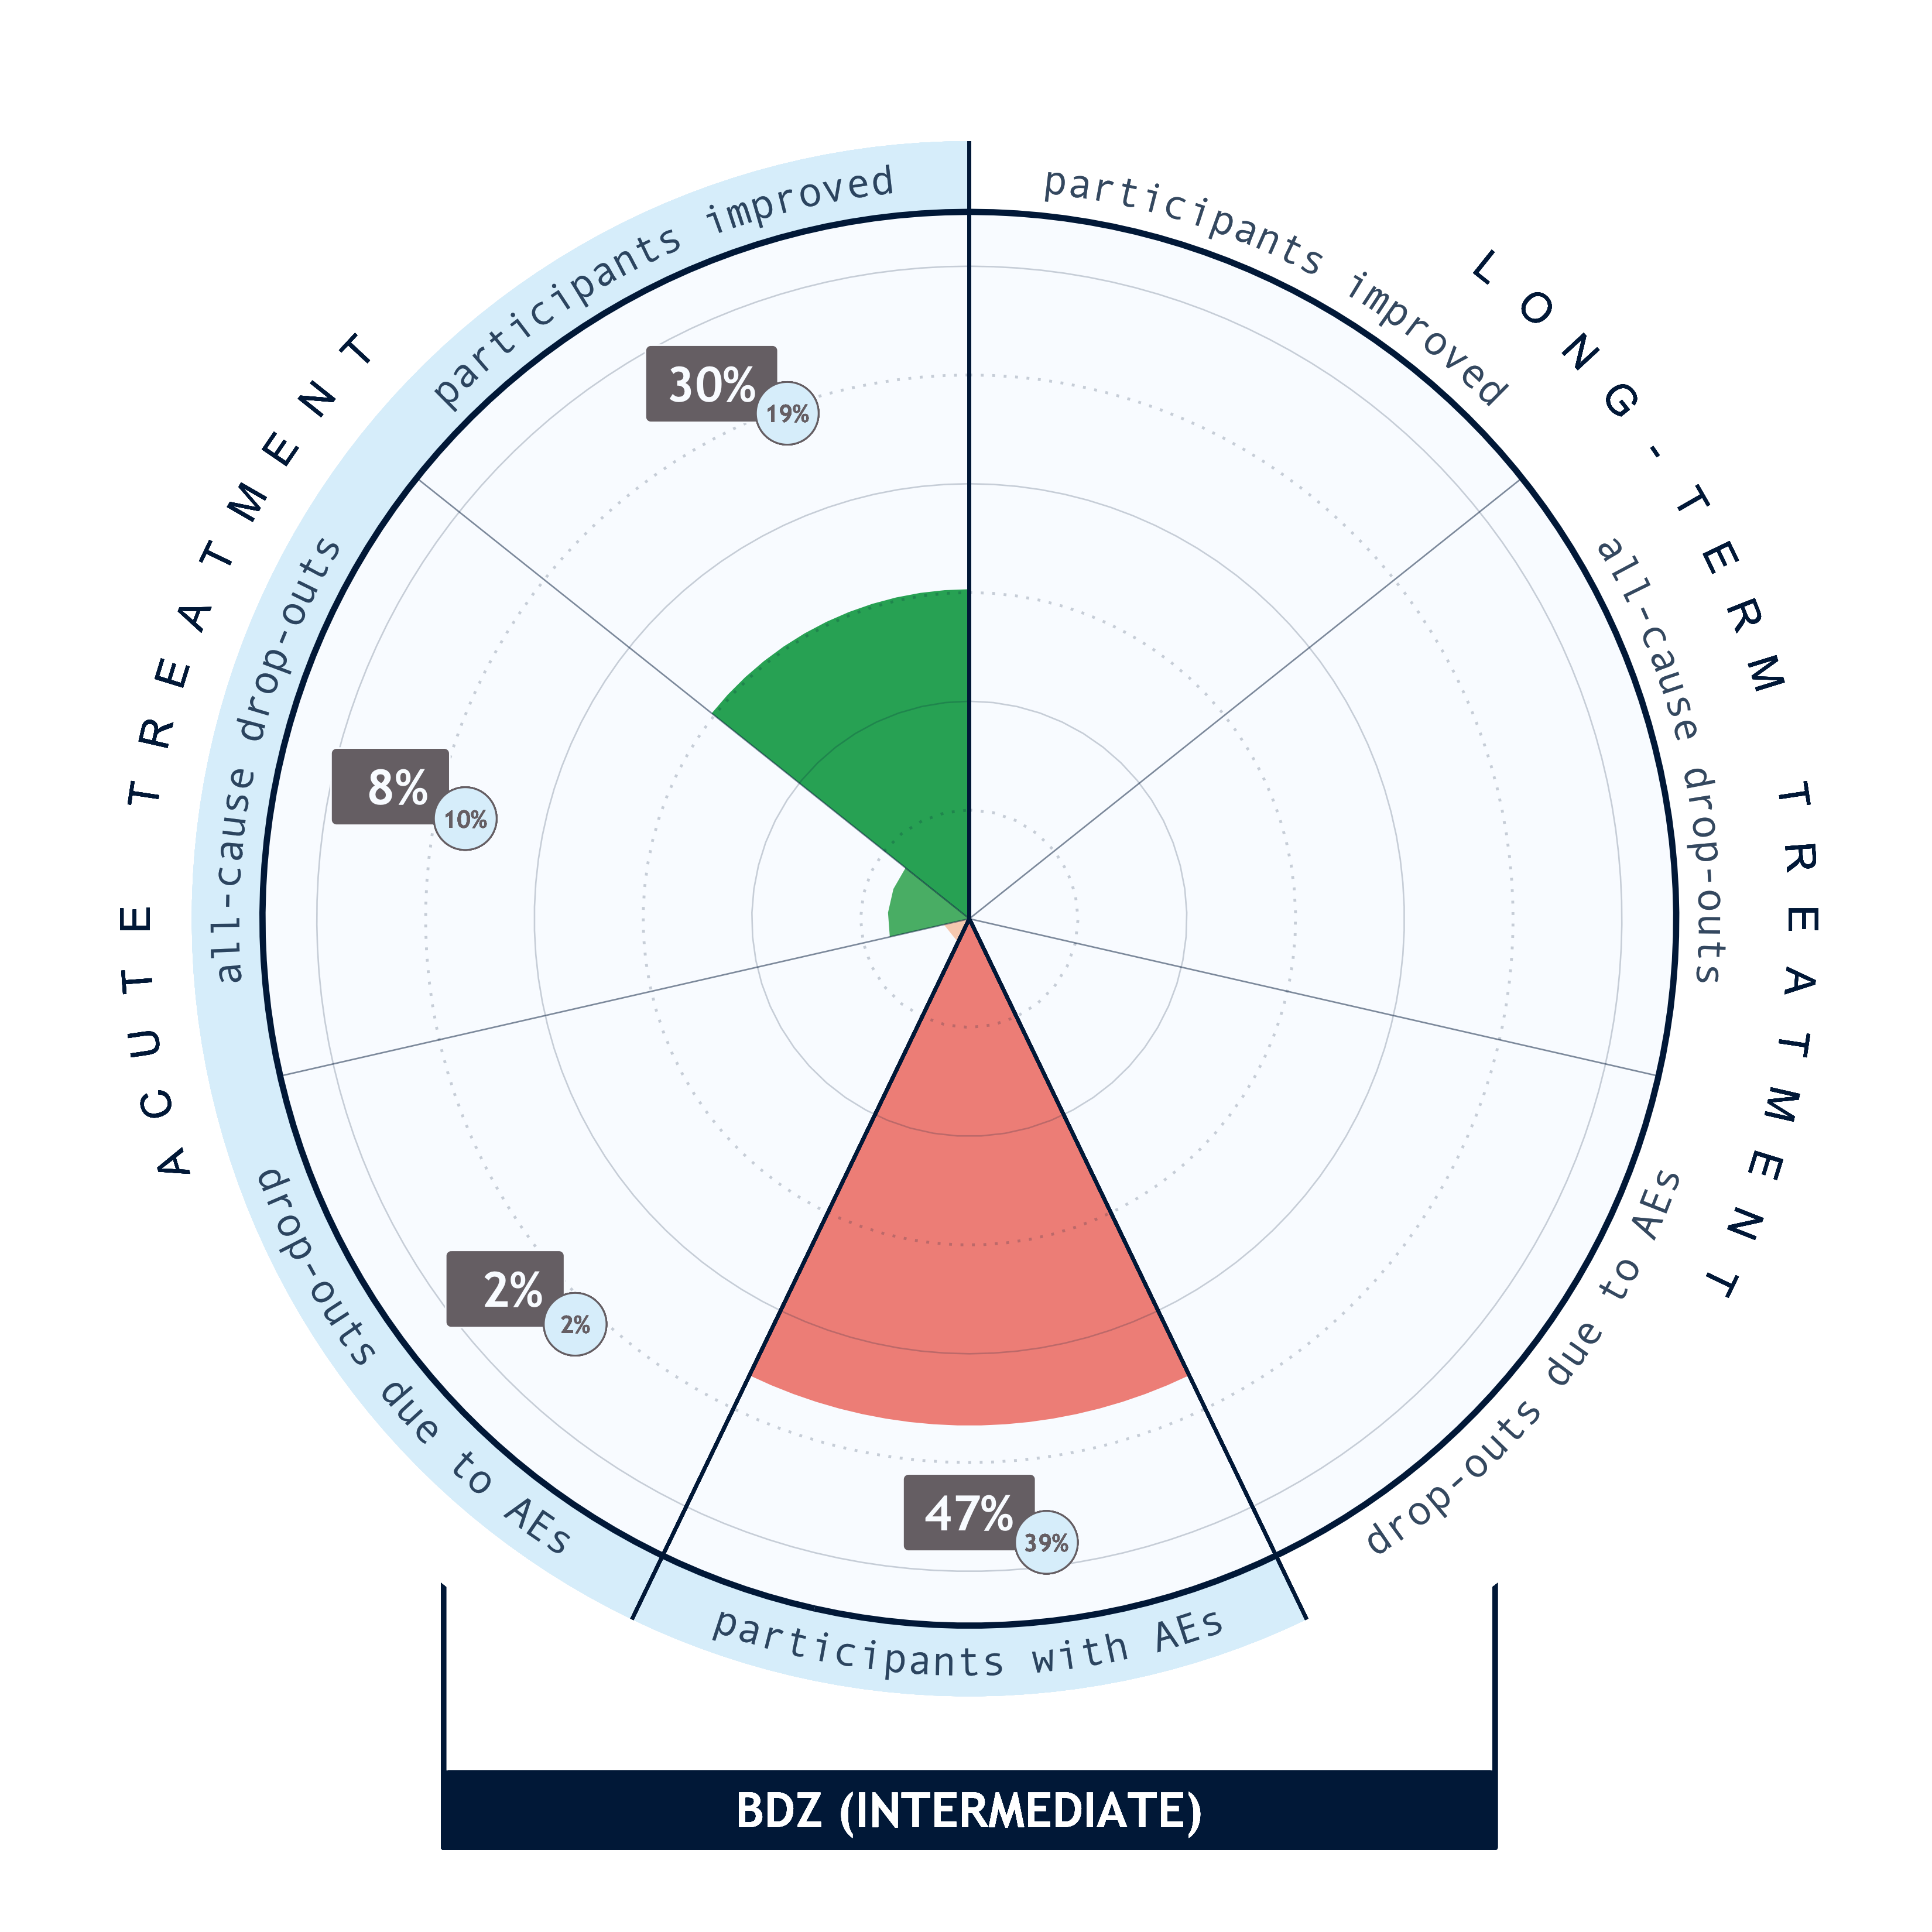 ACUTE TREATMENT
LONG-TERM TREATMENT
participants improved
participants improved
30%
19%
all-cause drop-outs
all-cause drop-outs
8%
10%
drop-outs due to AEs
drop-outs due to AEs
2%
2%
47%
39%
participants with AEs
BDZ (INTERMEDIATE)